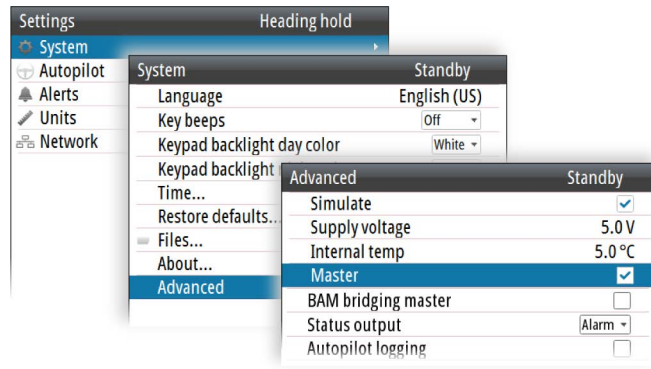 Settings Heading hold
System
Autopilot
Alerts
Units
Network
System Standby
Language English (US)
Key beeps Off
Keypad backlight day color White
Keypad backlight
Time...
Restore defaults...
Files...
About...
Advanced
Advanced Standby
Simulate
Supply voltage 5.0 V
Internal temp 5.0 °C
Master
BAM bridging master
Status output Alarm
Autopilot logging